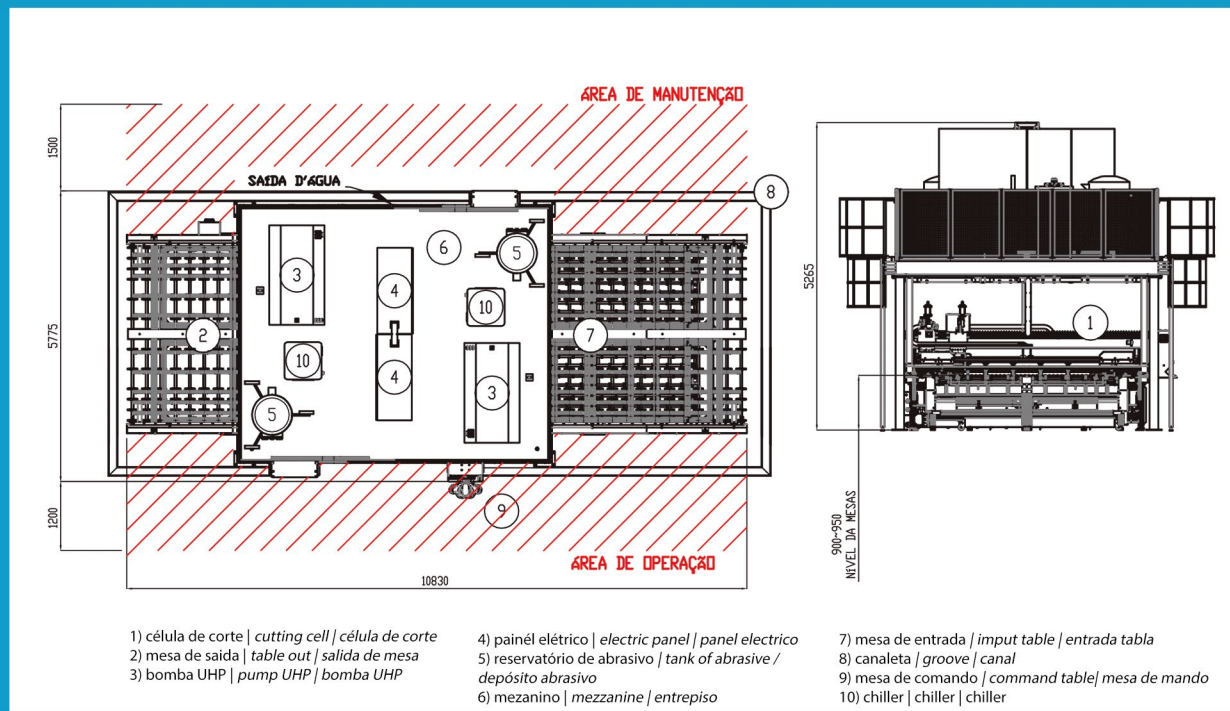 ÁREA DE MANUTENÇÃO
1500
SAÍDA D'ÁGUA
8
6
5
3
4
10
2
7
10
4
3
5
5775
1200
9
ÁREA DE OPERAÇÃO
10830
5265
1
900~950
NÍVEL DA MESAS
1) célula de corte | cutting cell | célula de corte
2) mesa de saida | table out | salida de mesa
3) bomba UHP | pump UHP | bomba UHP
4) painél elétrico | electric panel | panel electrico
5) reservatório de abrasivo | tank of abrasive /
depósito abrasivo
6) mezanino | mezzanine | entrepiso
7) mesa de entrada | imput table | entrada tabla
8) canaleta | groove | canal
9) mesa de comando | command table| mesa de mando
10) chiller | chiller | chiller